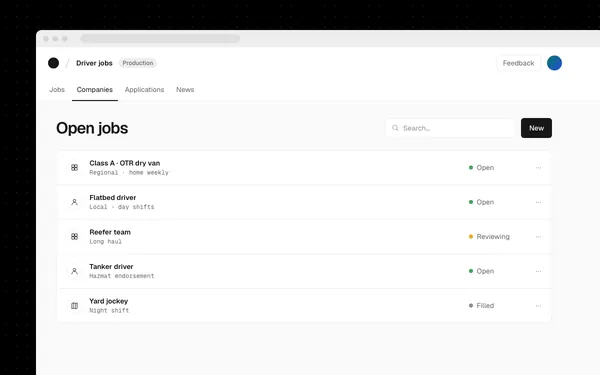 / Driver jobs Production Feedback
Jobs Companies Applications News
Open jobs Search... New
Class A · OTR dry van
Regional · home weekly
Open ...
Flatbed driver
Local · day shifts
Open ...
Reefer team
Long haul
Reviewing ...
Tanker driver
Hazmat endorsement
Open ...
Yard jockey
Night shift
Filled ...